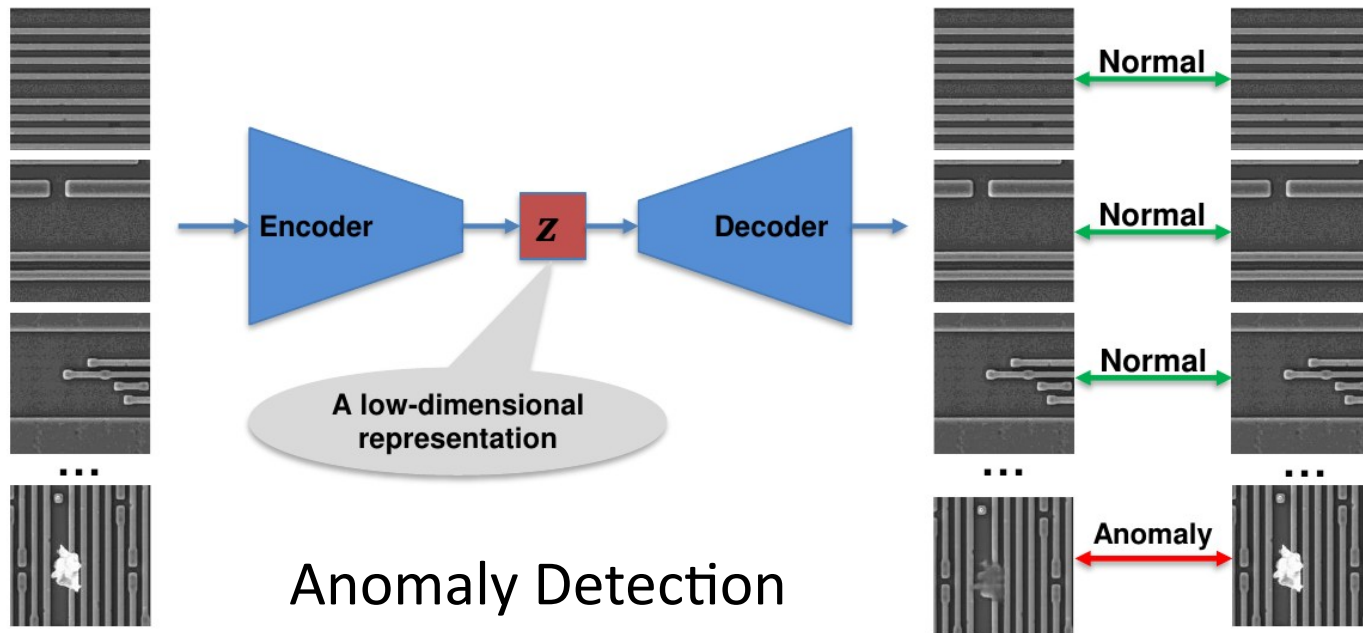 Normal
Encoder
z
Decoder
Normal
A low-dimensional
representation
Normal
...
...
...
Anomaly
Anomaly Detection